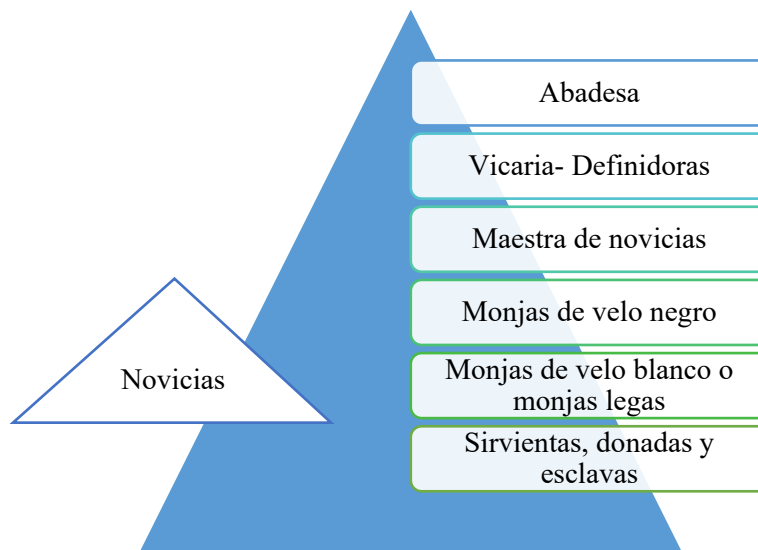 Abadesa
Vicaria- Definidoras
Maestra de novicias
Monjas de velo negro
Novicias
Monjas de velo blanco o
monjas legas
Sirvientas, donadas y
esclavas